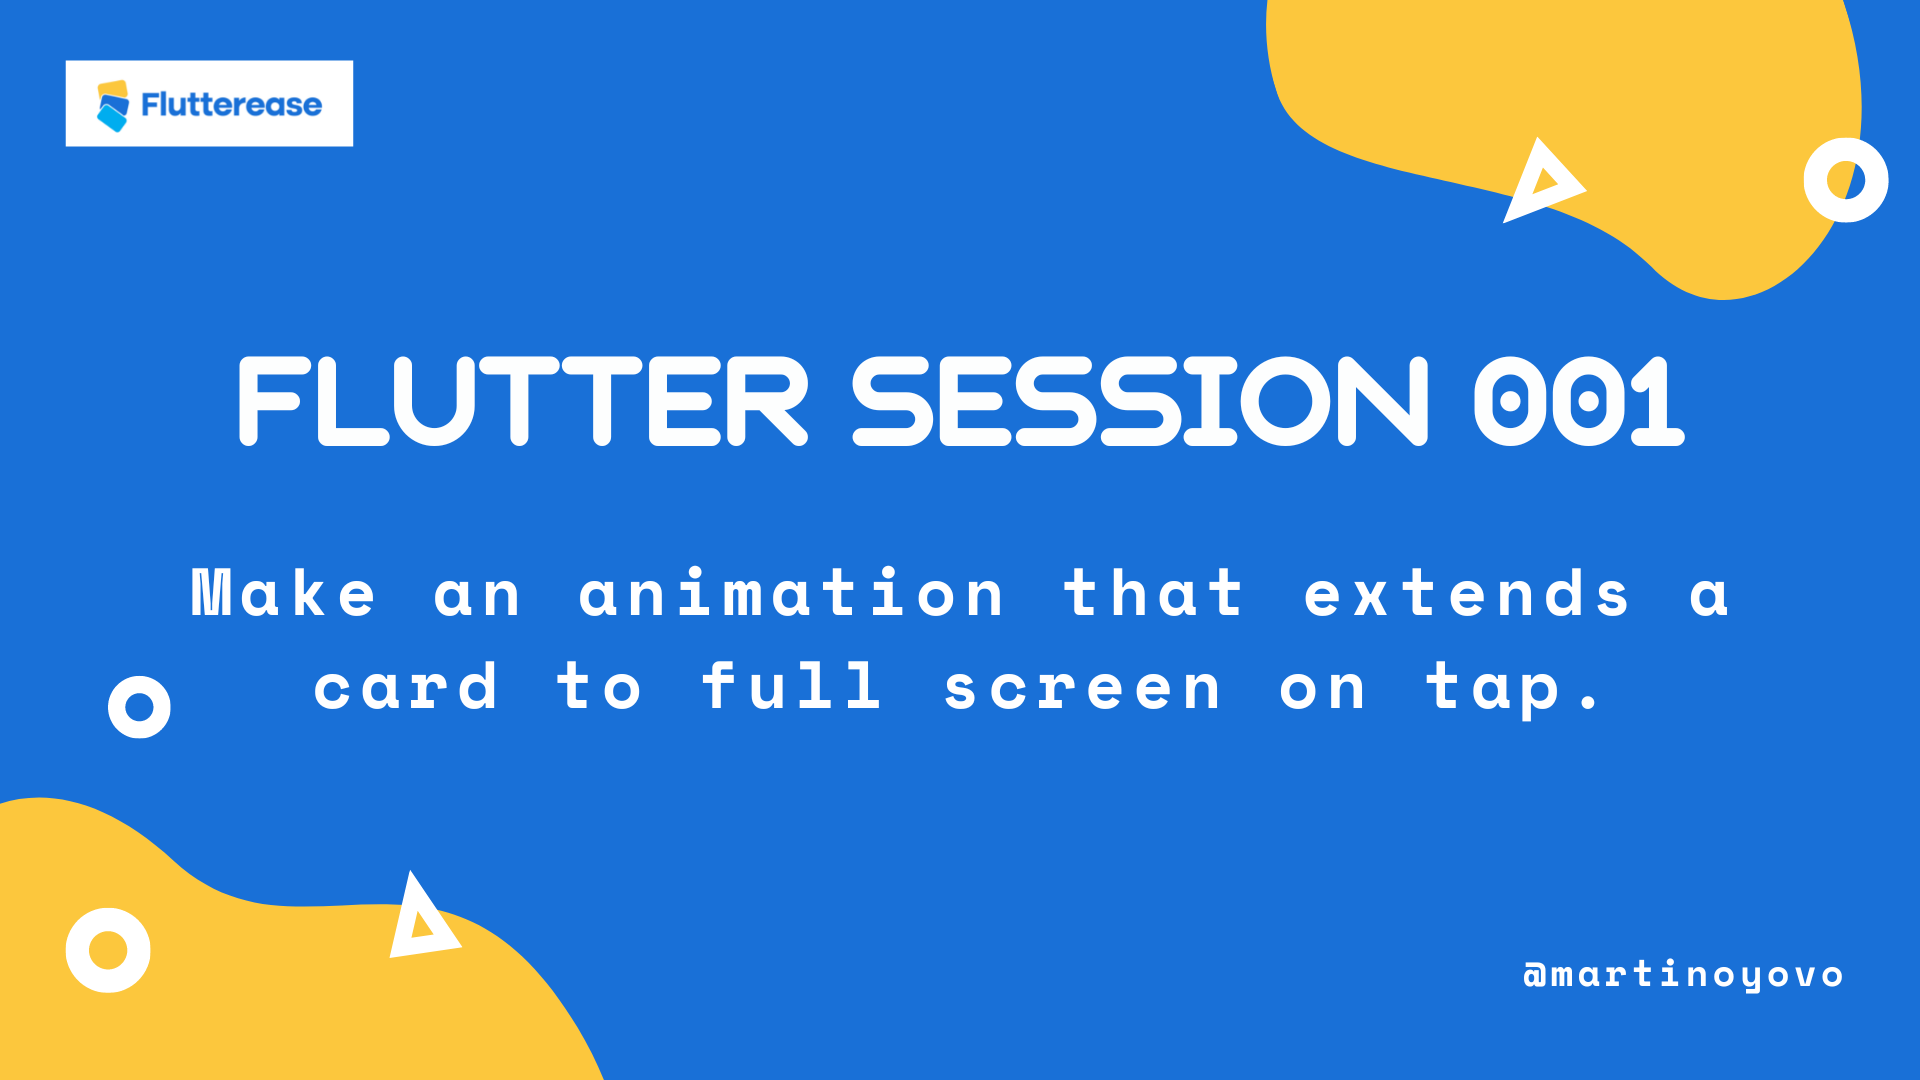 Flutterease
FLUTTER SESSION 001
Make an animation that extends a
card to full screen on tap.
@martinoyovo